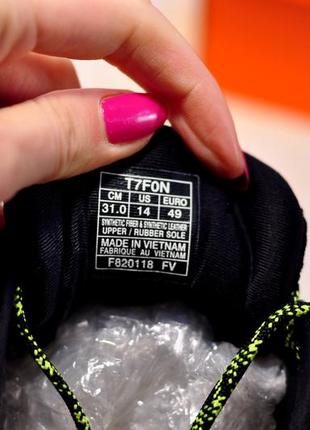 T7F0N
CM US EURO
31.0 14 49
SYNTHETIC FIBER & SYNTHETIC LEATHER
UPPER / RUBBER SOLE
MADE IN VIETNAM
FABRIQUE AU VIETNAM
F820118 FV